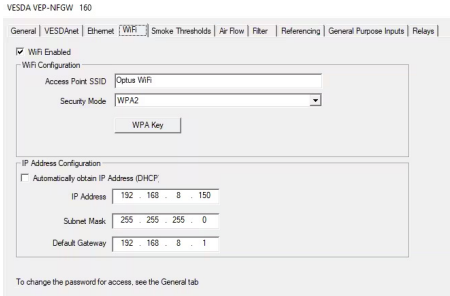 VESDA VEP-NFGW 160
General VESDAnet Ethernet WiFi Smoke Thresholds Air Flow Filter Referencing General Purpose Inputs Relays
WiFi Enabled
WiFi Configuration
Access Point SSID Optus WiFi
Security Mode WPA2
WPA Key
IP Address Configuration
Automatically obtain IP Address (DHCP)
IP Address 192 . 168 . 8 . 150
Subnet Mask 255 . 255 . 255 . 0
Default Gateway 192 . 168 . 8 . 1
To change the password for access, see the General tab